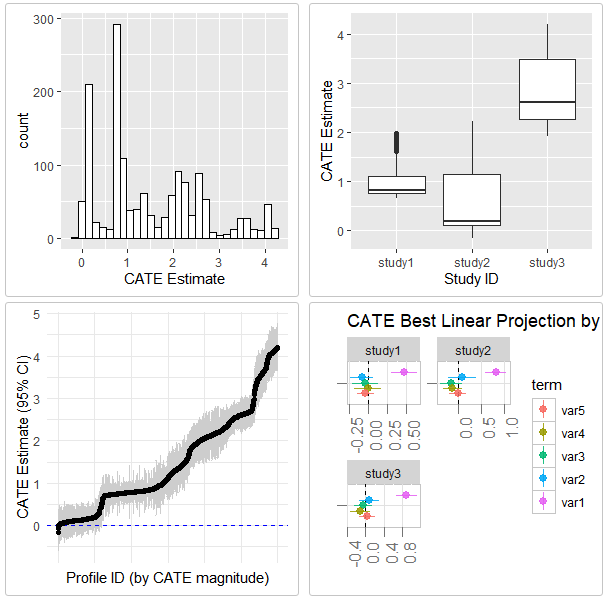 300
200
100
0
count
0
1
2
3
4
CATE Estimate
4
3
2
1
0
CATE Estimate
study1
study2
study3
Study ID
5
4
3
2
1
0
CATE Estimate (95% CI)
Profile ID (by CATE magnitude)
CATE Best Linear Projection by
study1
study2
-0.25
0.00
0.25
0.50
0.0
0.5
1.0
study3
-0.4
0.0
0.4
0.8
term
var5
var4
var3
var2
var1